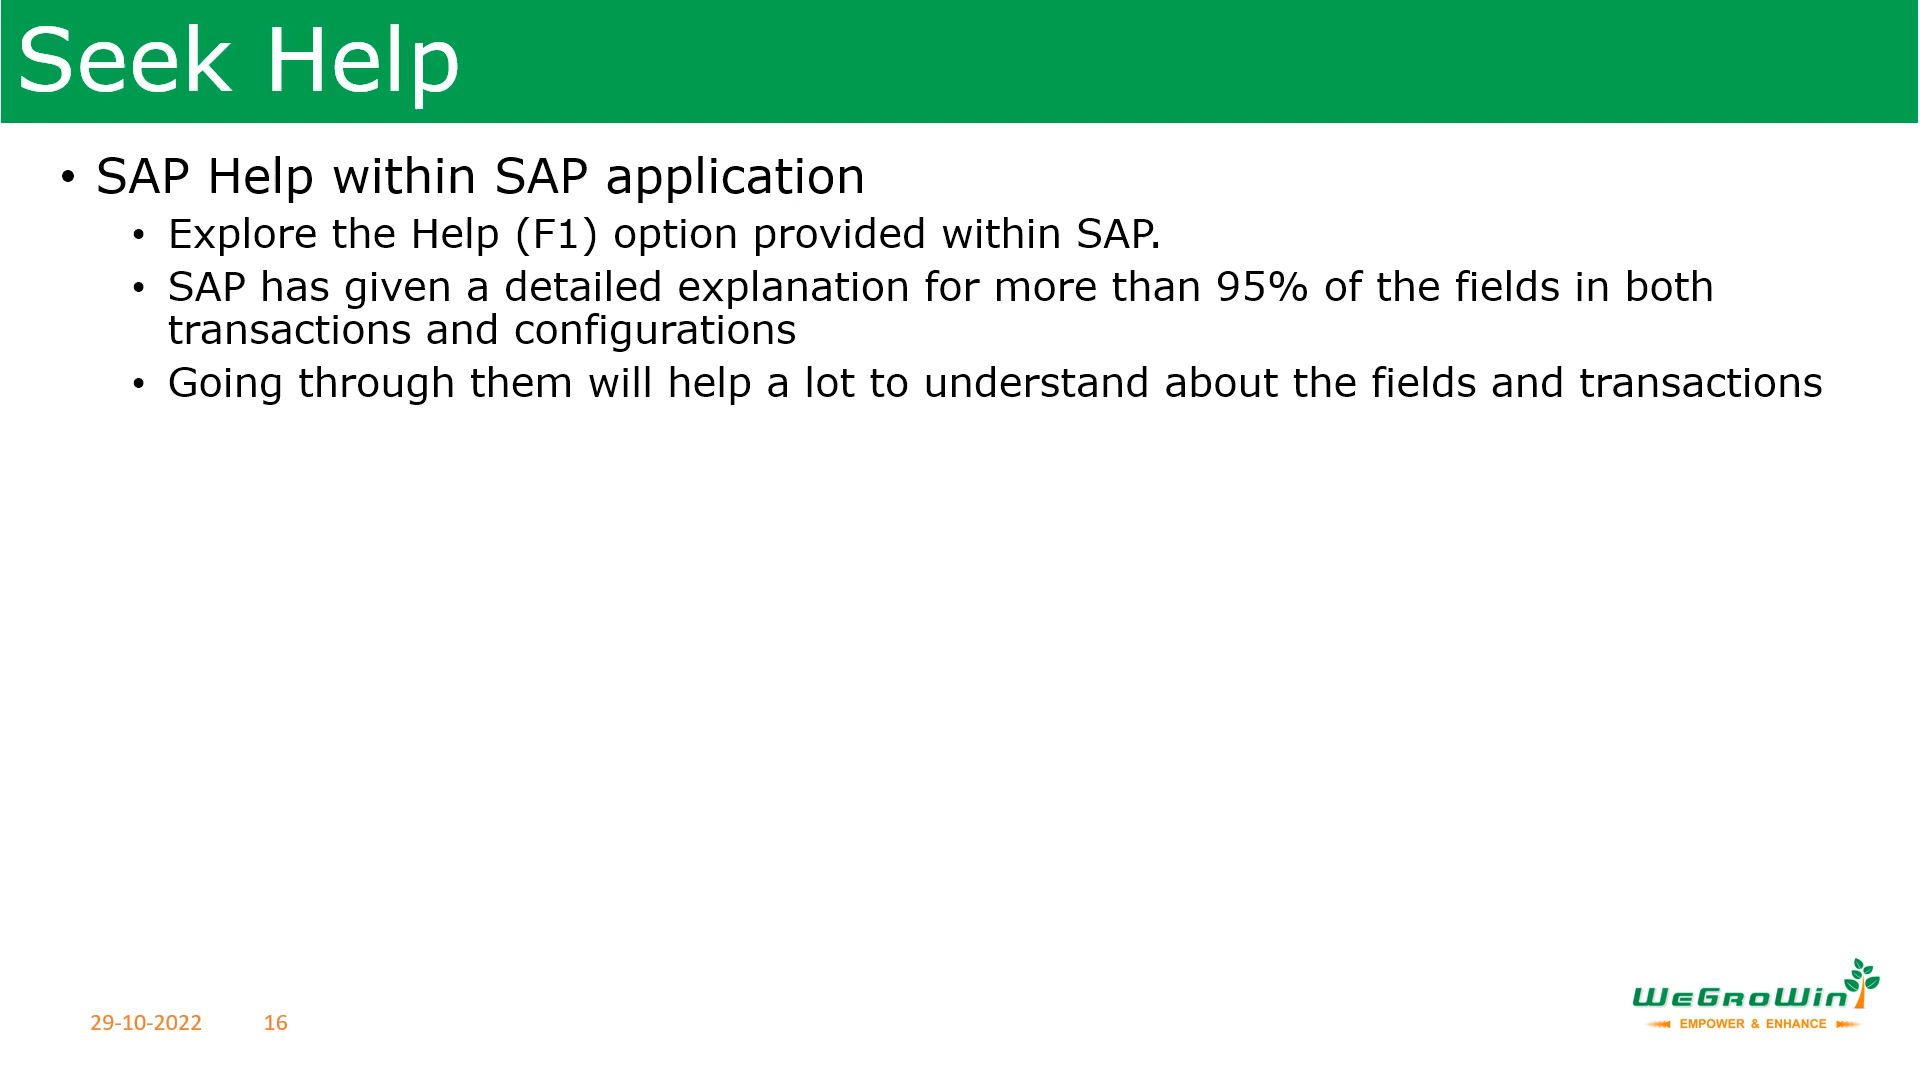 Seek Help
• SAP Help within SAP application
• Explore the Help (F1) option provided within SAP.
• SAP has given a detailed explanation for more than 95% of the fields in both
transactions and configurations
• Going through them will help a lot to understand about the fields and transactions
29-10-2022 16
WeGroWin
EMPOWER & ENHANCE